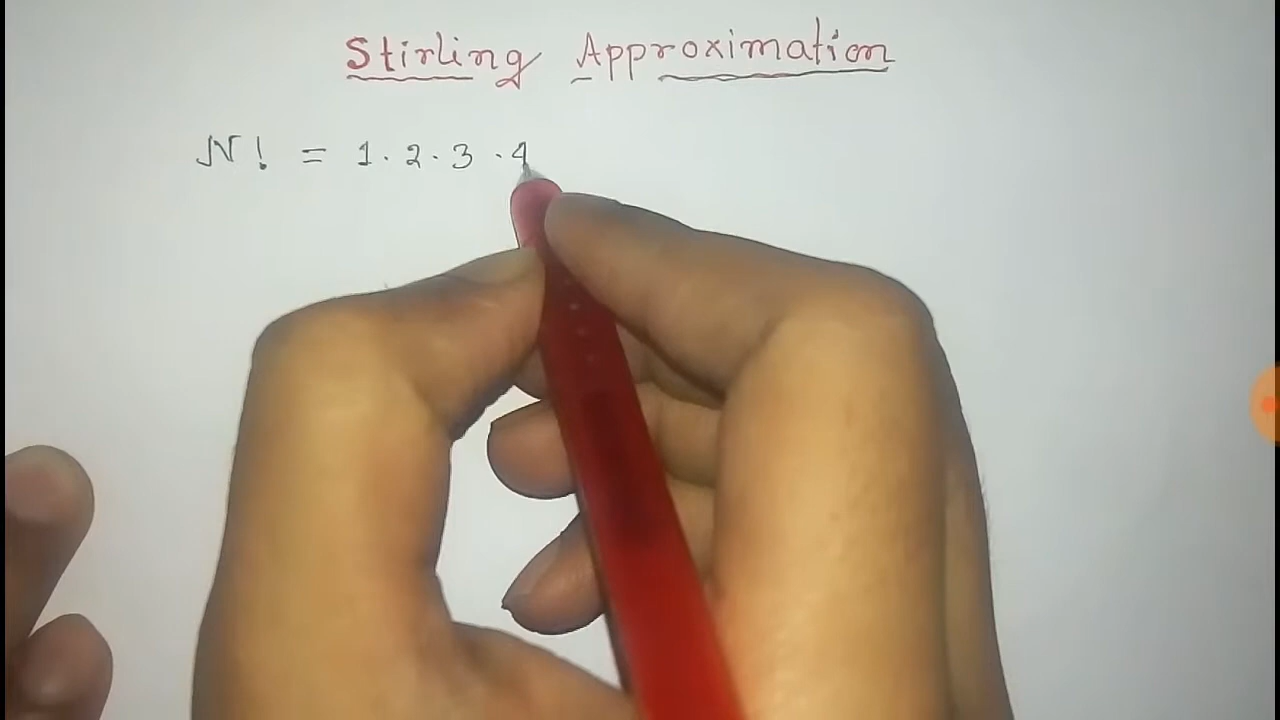 Stirling Approximation
N! = 1. 2. 3 . 4